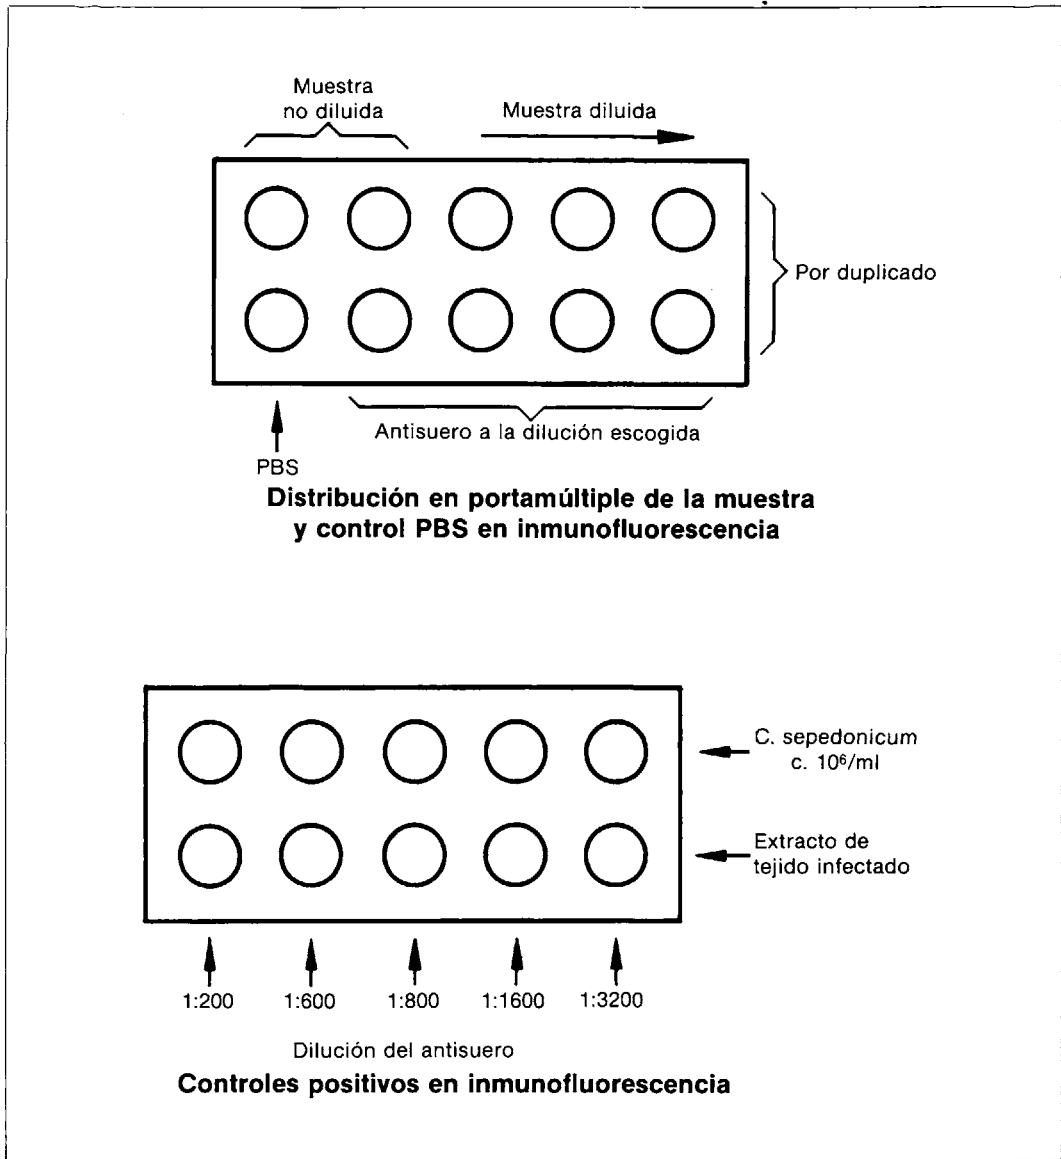 Muestra
no diluida
Muestra diluida
Por duplicado
Antisuero a la dilución escogida
PBS
Distribución en portamúltiple de la muestra
y control PBS en inmunofluorescencia
C. sepedonicum
c. 10⁶/ml
Extracto de
tejido infectado
1:200 1:600 1:800 1:1600 1:3200
Dilución del antisuero
Controles positivos en inmunofluorescencia